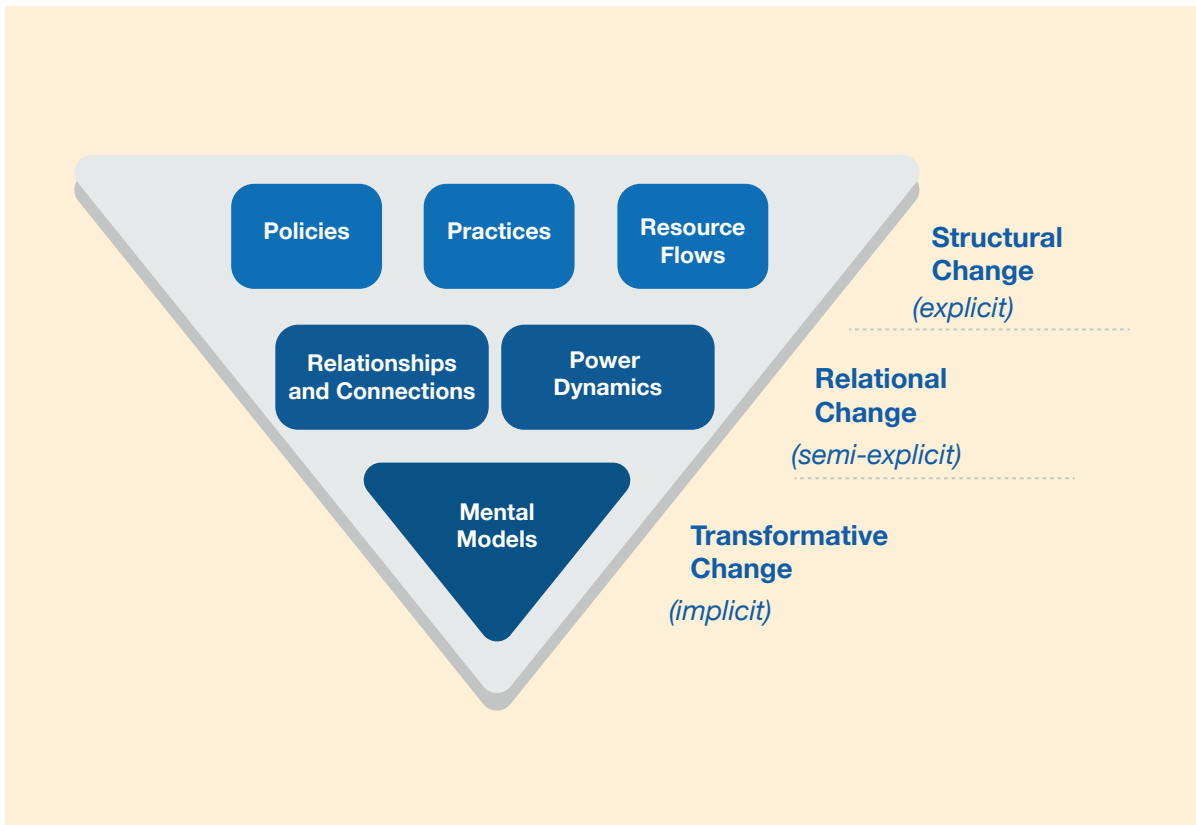 Policies
Practices
Resource
Flows
Structural
Change
(explicit)
Relationships
and Connections
Power
Dynamics
Relational
Change
(semi-explicit)
Mental
Models
Transformative
Change
(implicit)